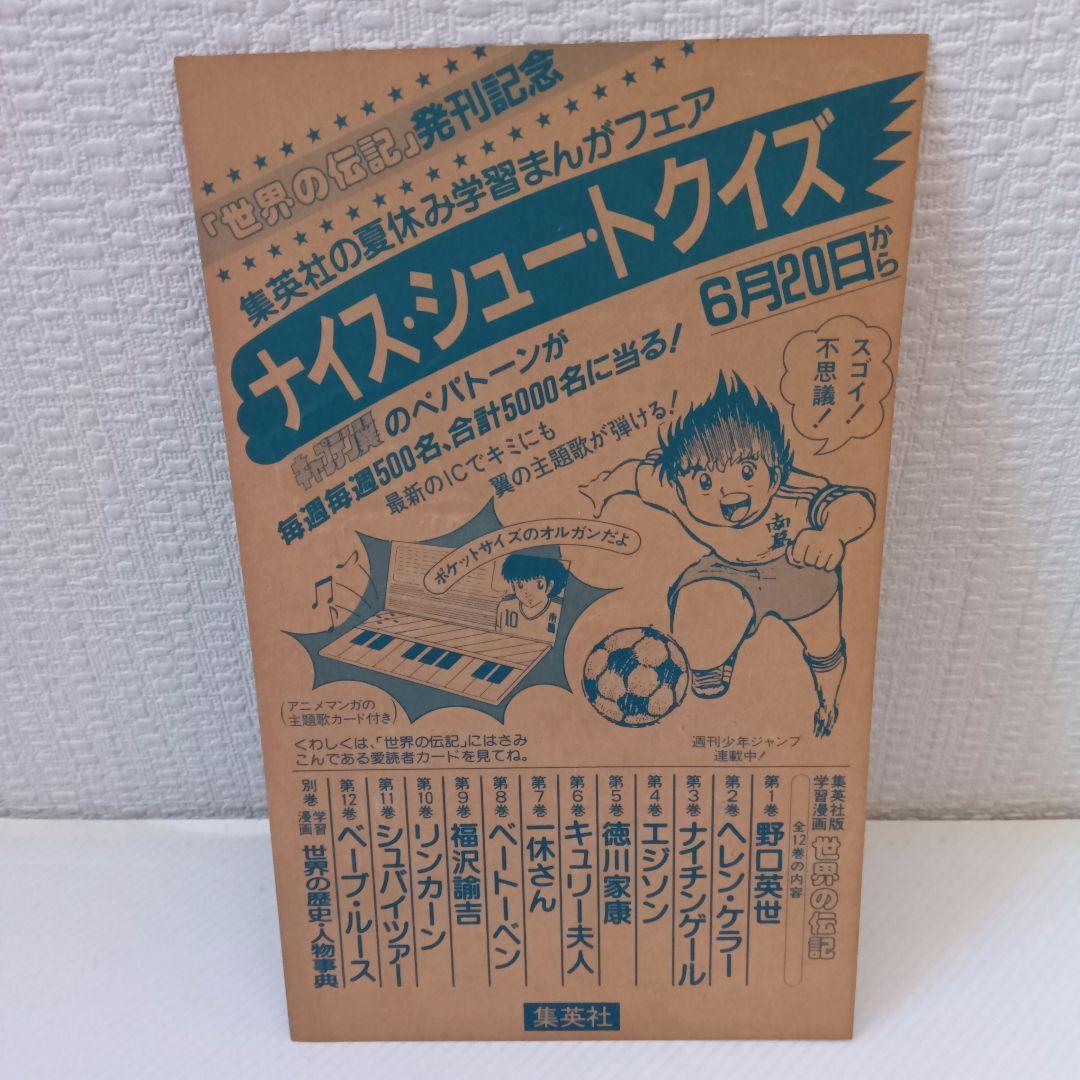 「世界の伝記」発刊記念
集英社の夏休み学習まんがフェア
ナイス・シュート・クイズ
6月20日から
キャプテン翼のペパトーンが
毎週毎週500名、合計5000名に当る!
最新のICでキミにも
翼の主題歌が弾ける!
スゴイ!
不思議!
ポケットサイズのオルガンだよ
南葛
10
南葛
(アニメマンガの
主題歌カード付き)
くわしくは、「世界の伝記」にはさみ
こんである愛読者カードを見てね。
週刊少年ジャンプ
連載中!
集英社版
学習漫画
世界の伝記
全12巻の内容
第1巻 野口英世
第2巻 ヘレン・ケラー
第3巻 ナイチンゲール
第4巻 エジソン
第5巻 徳川家康
第6巻 キュリー夫人
第7巻 一休さん
第8巻 ベートーベン
第9巻 福沢諭吉
第10巻 リンカーン
第11巻 シュバイツァー
第12巻 ベーブ・ルース
別巻 学習漫画 世界の歴史・人物事典
集英社